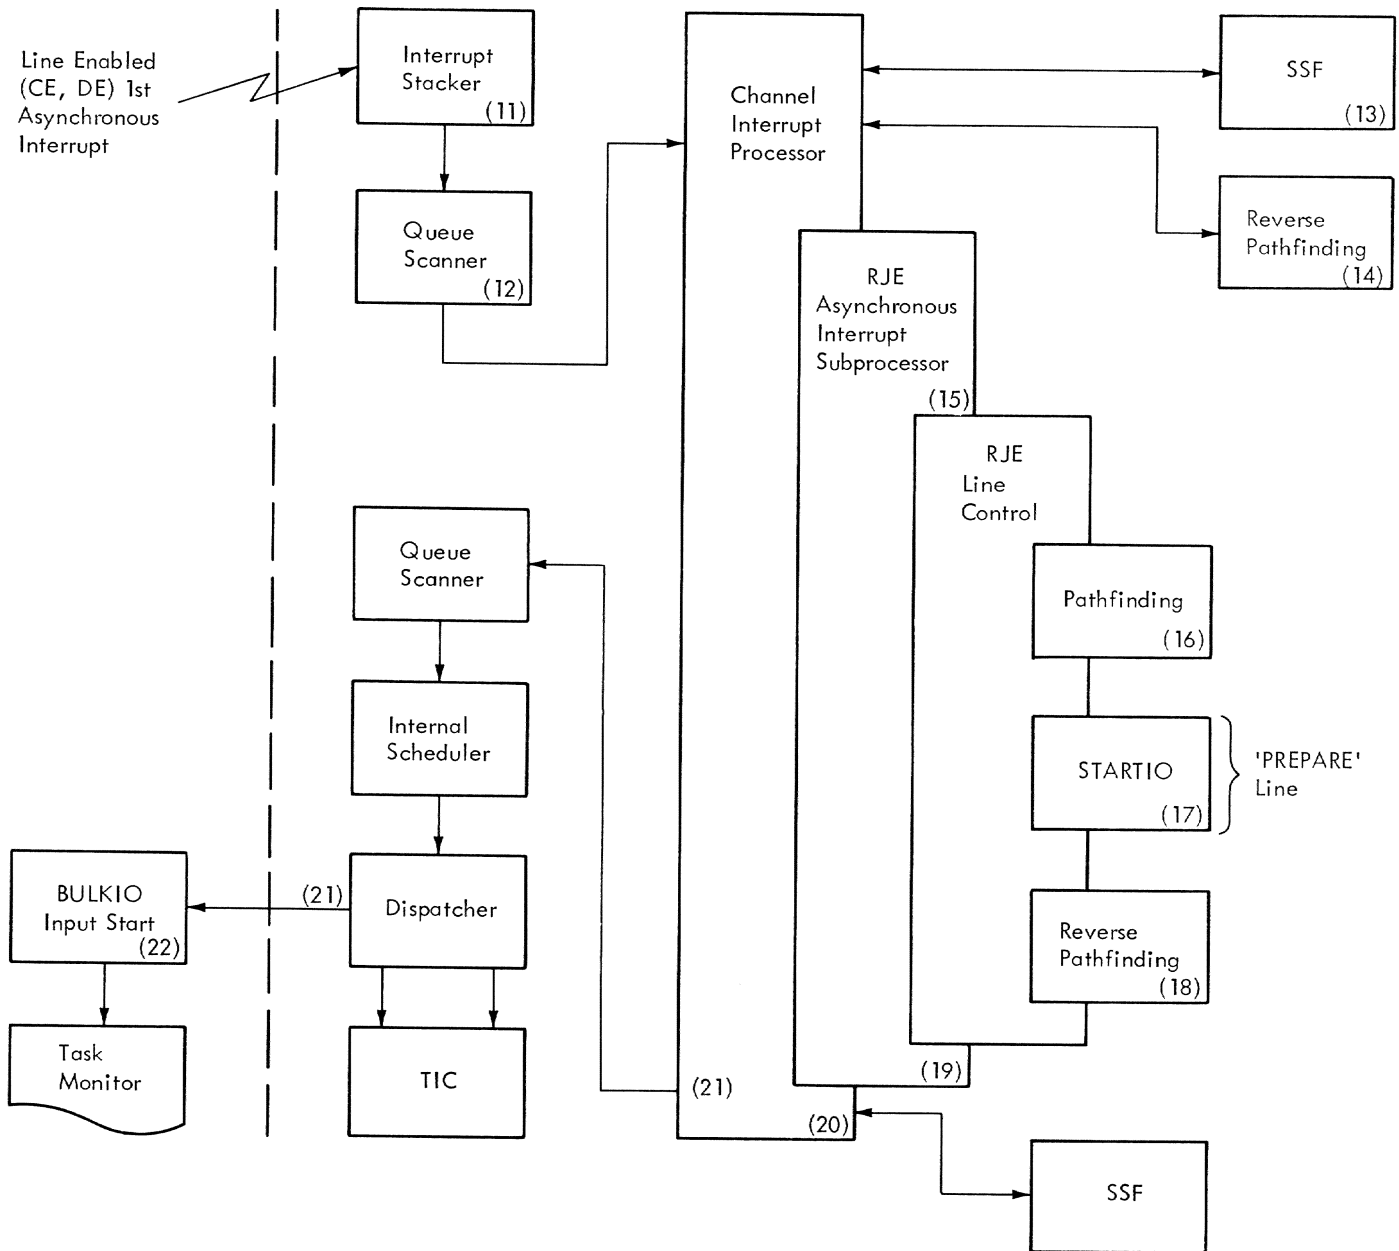 Line Enabled
(CE, DE) 1st
Asynchronous
Interrupt
Interrupt
Stacker
(11)
Queue
Scanner
(12)
Channel
Interrupt
Processor
SSF
(13)
Reverse
Pathfinding
(14)
RJE
Asynchronous
Interrupt
Subprocessor
(15)
RJE
Line
Control
Pathfinding
(16)
STARTIO
(17)
'PREPARE'
Line
Reverse
Pathfinding
(18)
(19)
(20)
(21)
SSF
Queue
Scanner
Internal
Scheduler
Dispatcher
(21)
BULKIO
Input Start
(22)
Task
Monitor
TIC